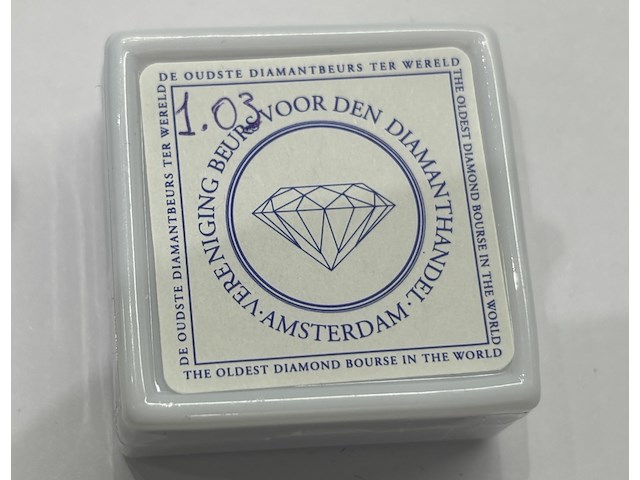 DE OUDSTE DIAMANTBEURS TER WERELD
THE OLDEST DIAMOND BOURSE IN THE WORLD
THE OLDEST DIAMOND BOURSE IN THE WORLD
DE OUDSTE DIAMANTBEURS TER WERELD
1.03
VERENIGING BEURS VOOR DEN DIAMANTHANDEL
·AMSTERDAM·